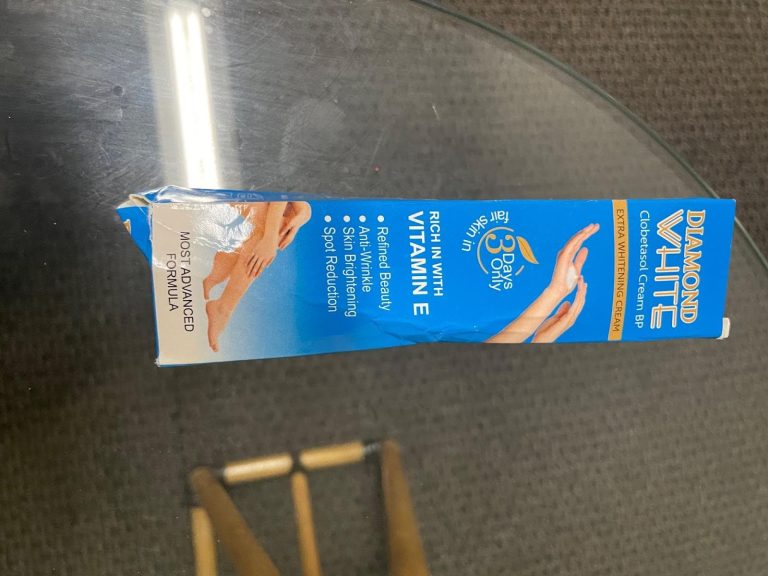 DIAMOND
WHITE
Clobetasol Cream BP
EXTRA WHITENING CREAM
fair skin in
3 Days
Only
RICH IN WITH
VITAMIN E
• Refined Beauty
• Anti-Wrinkle
• Skin Brightening
• Spot Reduction
MOST ADVANCED
FORMULA